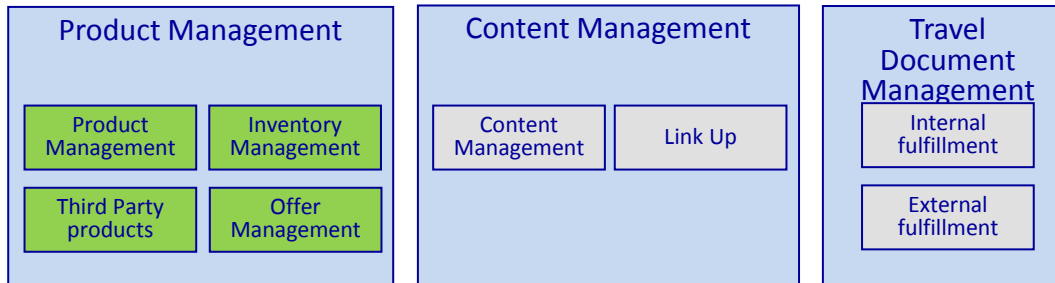 Product Management
Product
Management
Inventory
Management
Third Party
products
Offer
Management
Content Management
Content
Management
Link Up
Travel
Document
Management
Internal
fulfillment
External
fulfillment